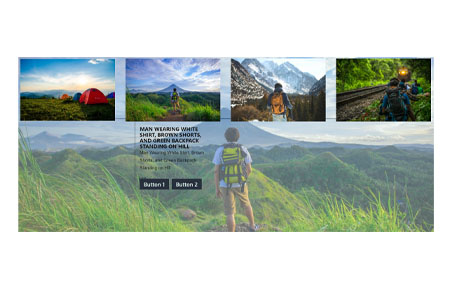 MAN WEARING WHITE
SHIRT, BROWN SHORTS,
AND GREEN BACKPACK
STANDING ON HILL
Man Wearing White Shirt, Brown
Shorts, and Green Backpack
Standing on Hill
Button 1 Button 2